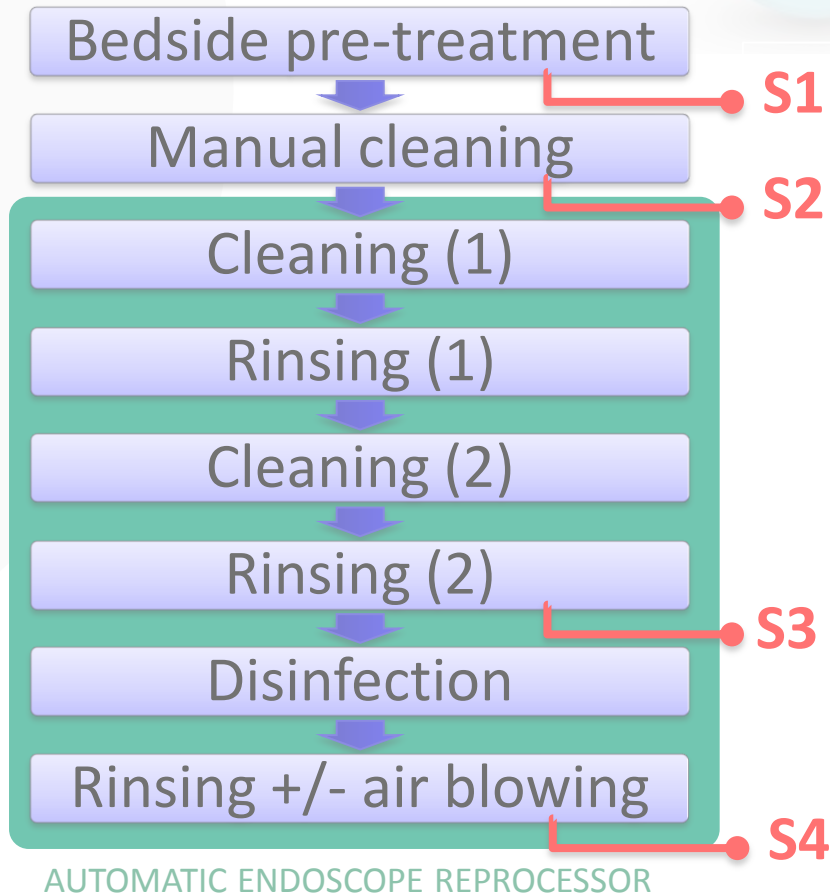 Bedside pre-treatment
S1
Manual cleaning
S2
Cleaning (1)
Rinsing (1)
Cleaning (2)
Rinsing (2)
S3
Disinfection
Rinsing +/- air blowing
S4
AUTOMATIC ENDOSCOPE REPROCESSOR